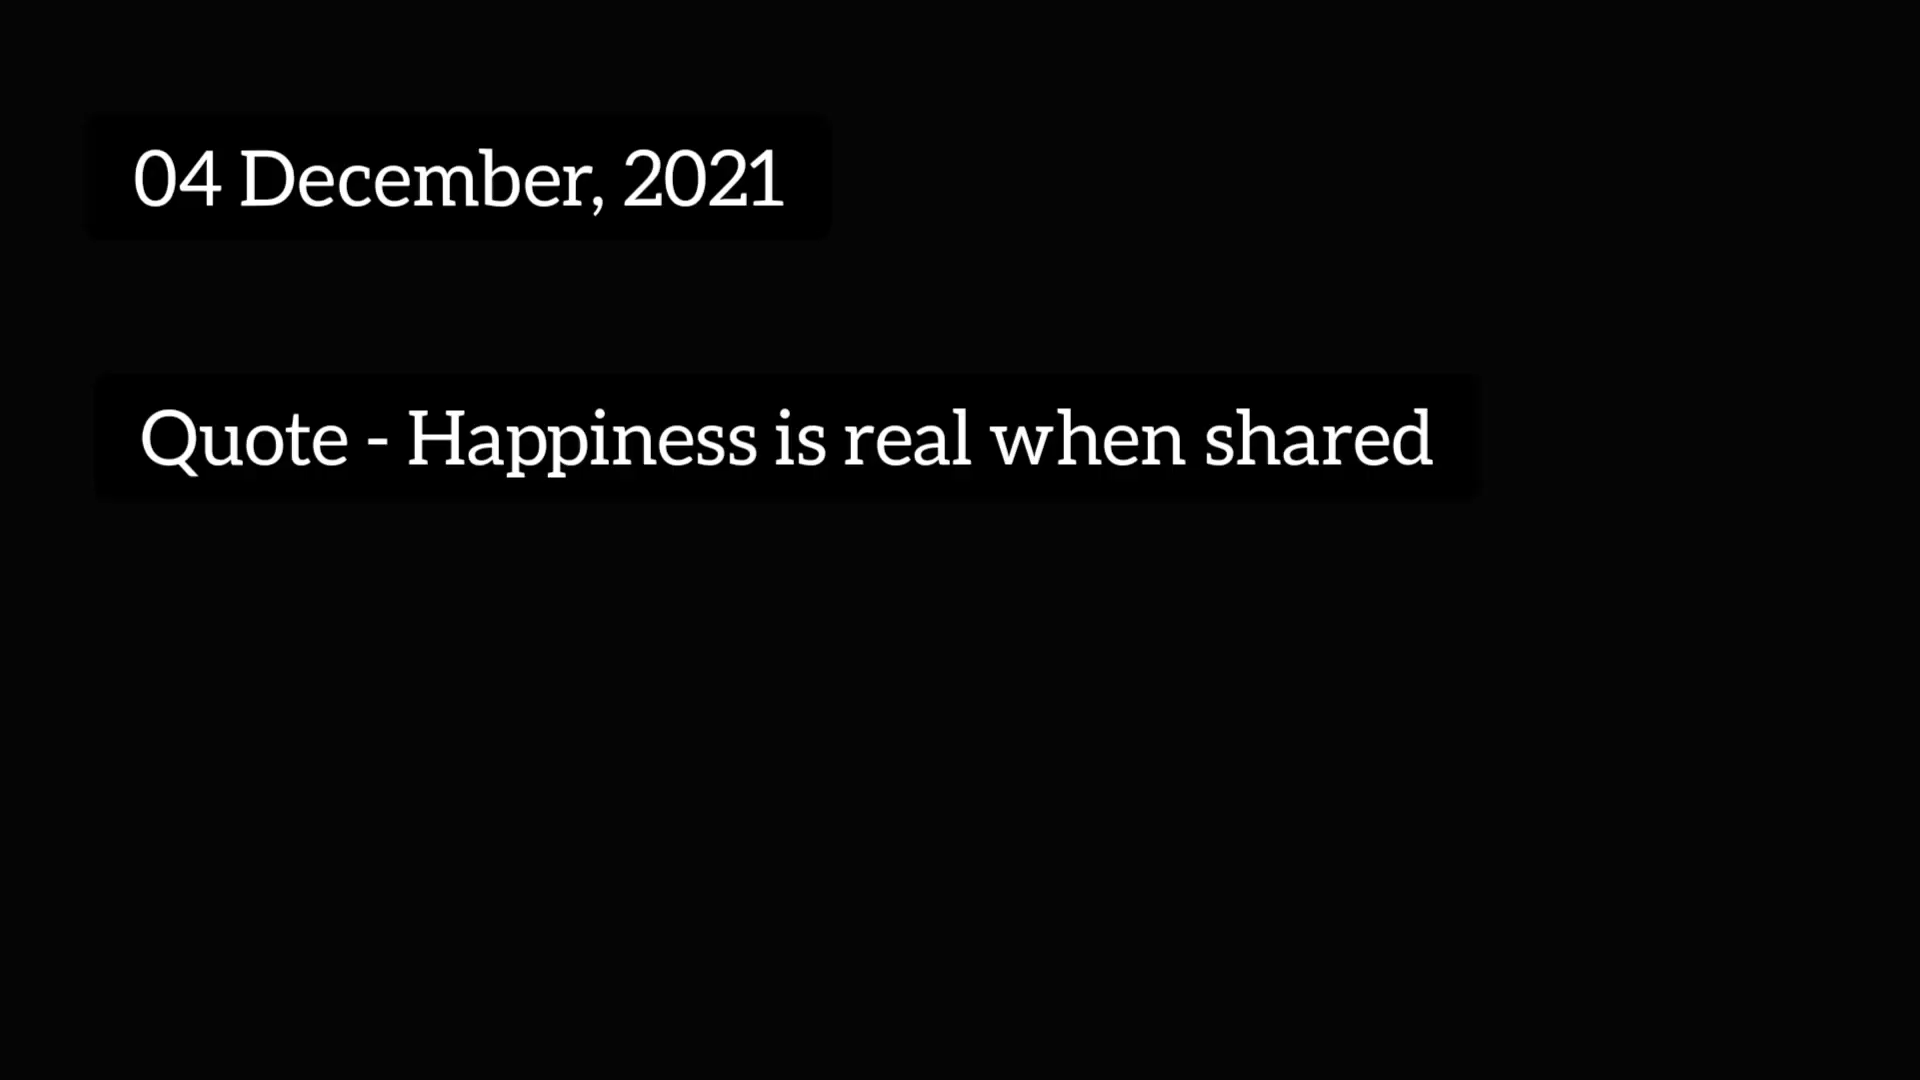 04 December, 2021
Quote - Happiness is real when shared